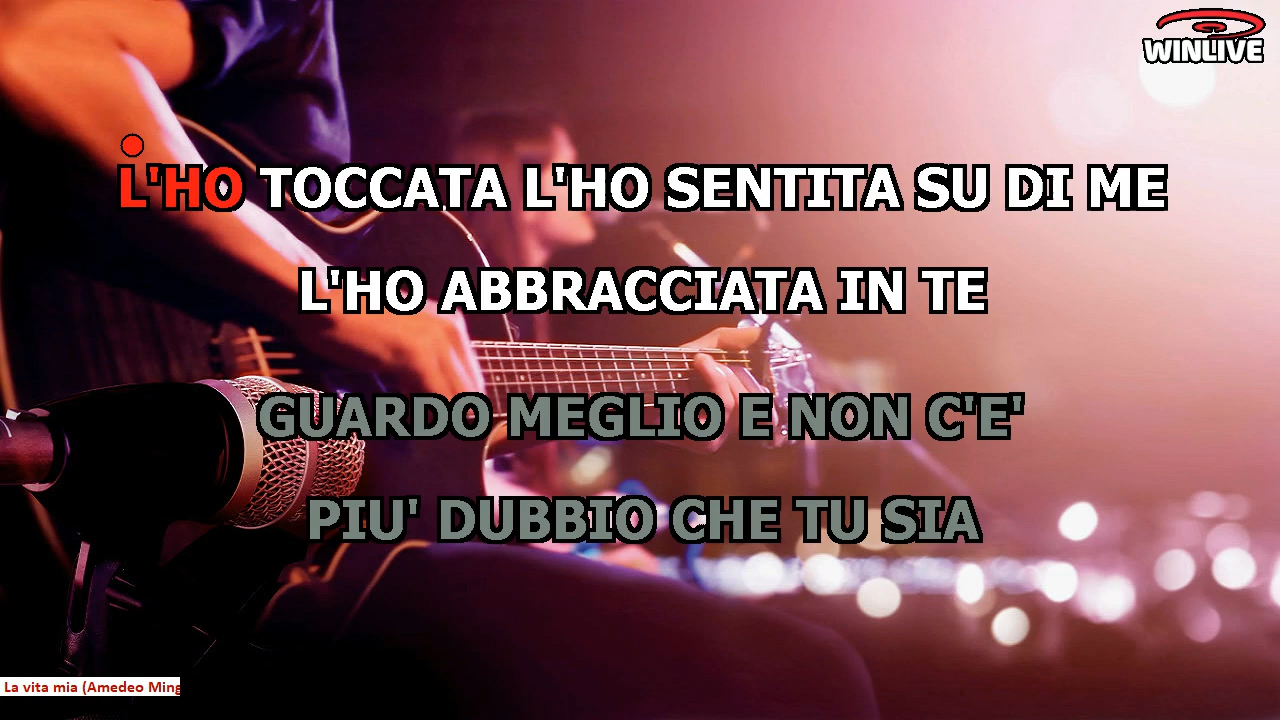 WINLIVE
L'HO TOCCATA L'HO SENTITA SU DI ME
L'HO ABBRACCIATA IN TE
GUARDO MEGLIO E NON C'E'
PIU' DUBBIO CHE TU SIA
La vita mia (Amedeo Ming